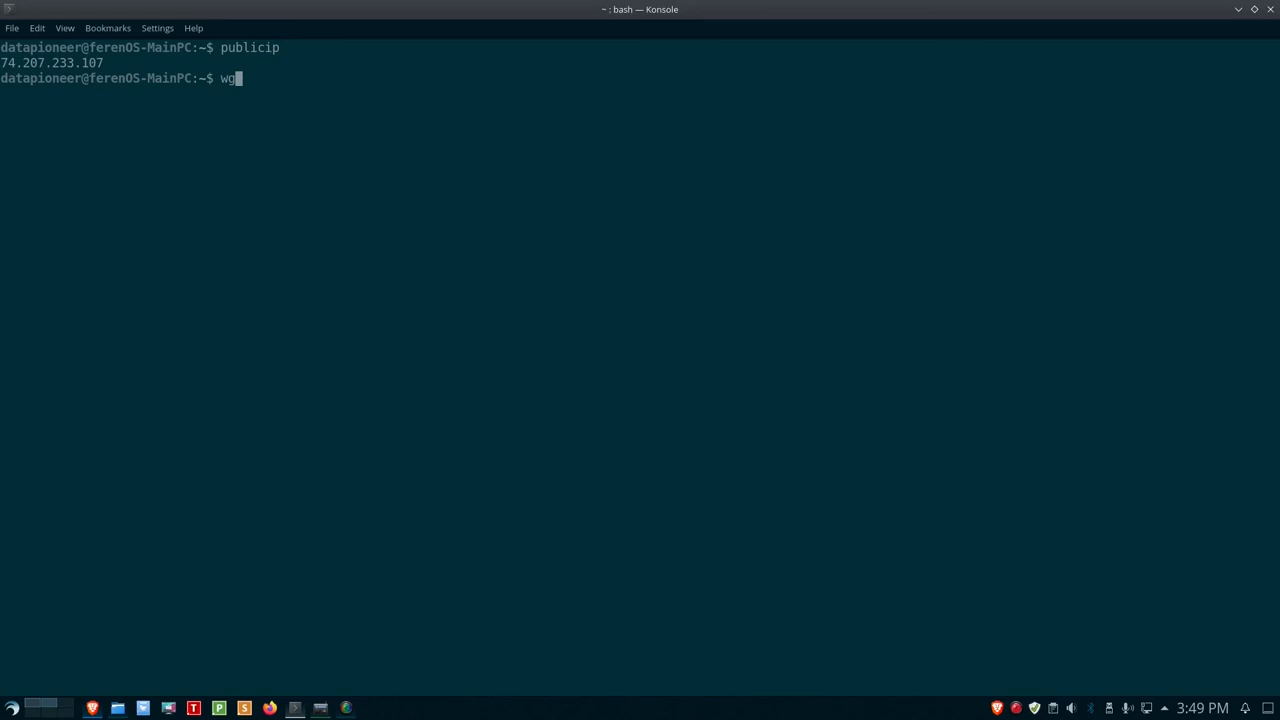 ~ : bash — Konsole
File Edit View Bookmarks Settings Help
datapioneer@ferenOS-MainPC:~$ publicip
74.207.233.107
datapioneer@ferenOS-MainPC:~$ wg
T P S
3:49 PM